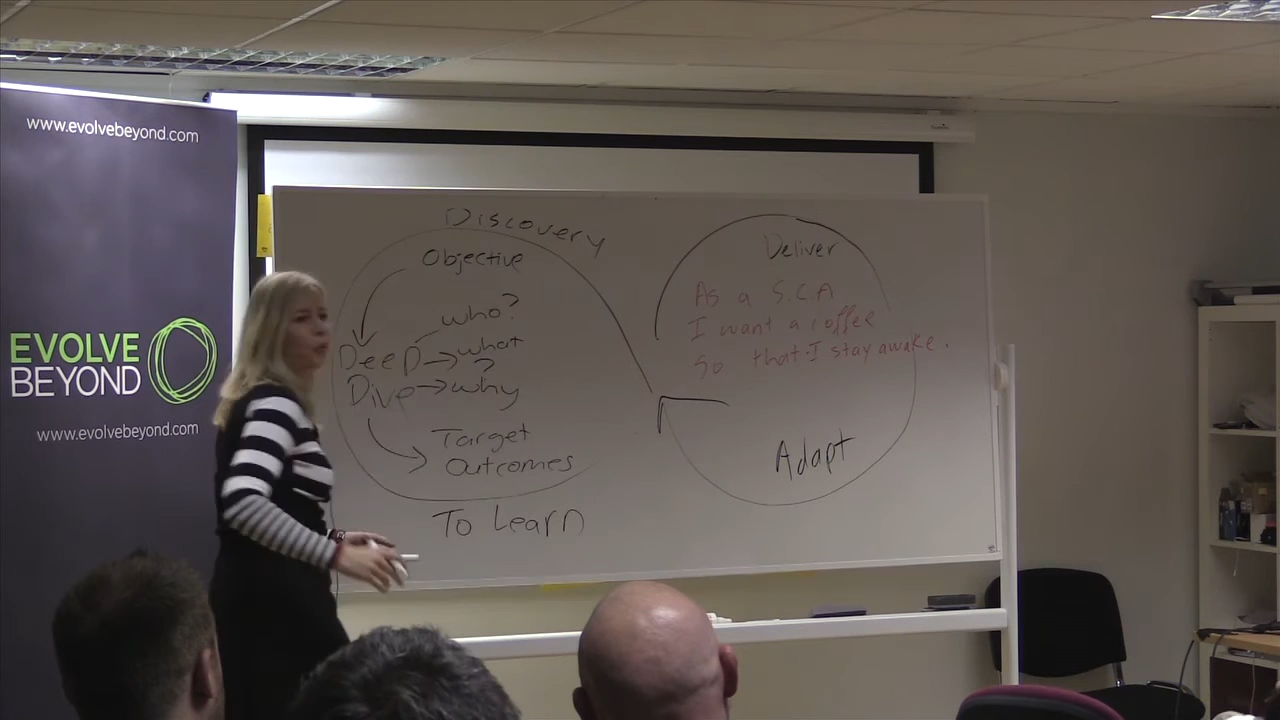 www.evolvebeyond.com
EVOLVE
BEYOND
www.evolvebeyond.com
Discovery
Objective
who?
Deep → what
?
Dive → why
Target
Outcomes
To Learn
Deliver
As a S.C.A
I want a coffee
So that I stay awake.
Adapt